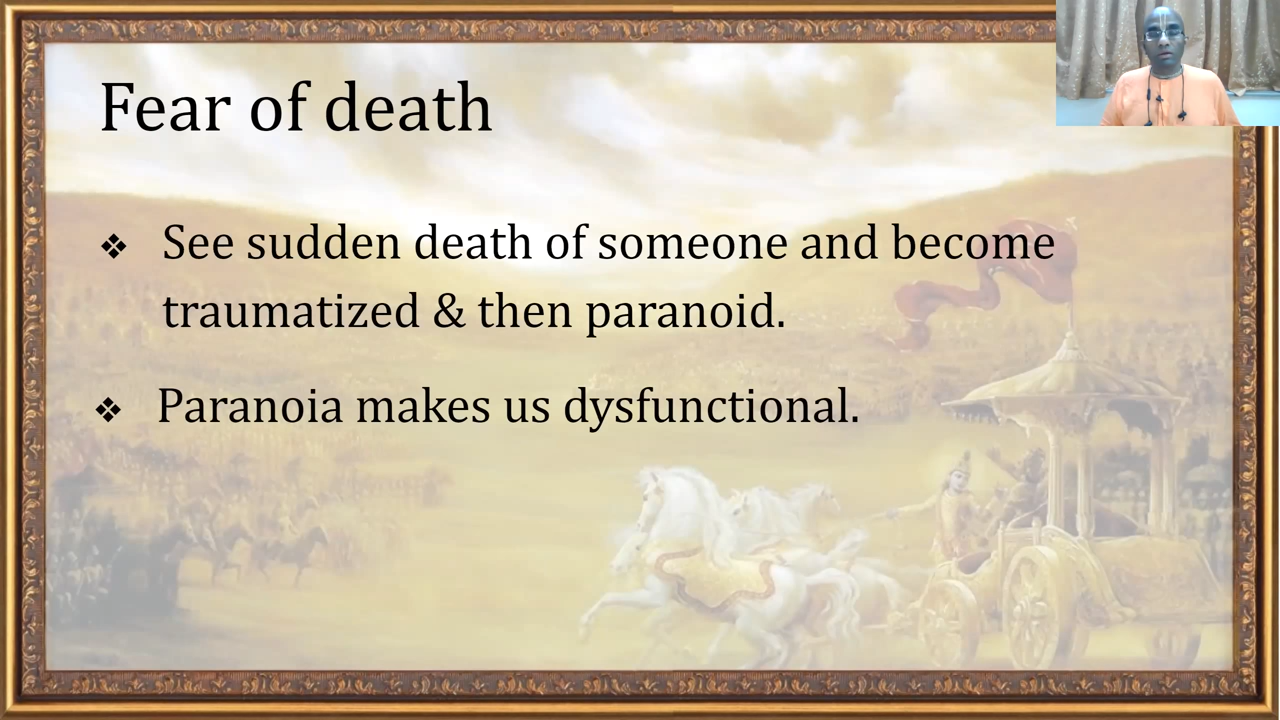 Fear of death
❖ See sudden death of someone and become
traumatized & then paranoid.
❖ Paranoia makes us dysfunctional.